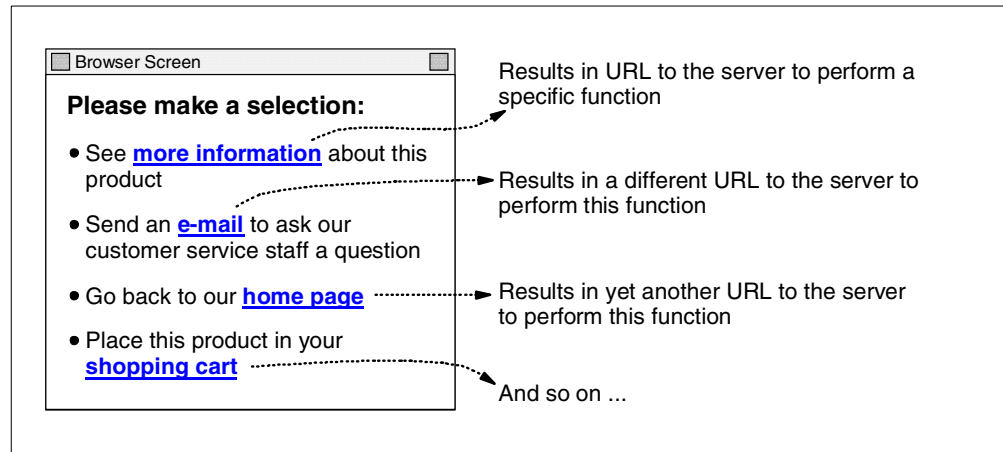 Browser Screen
Please make a selection:
• See more information about this
product
• Send an e-mail to ask our
customer service staff a question
• Go back to our home page
• Place this product in your
shopping cart
Results in URL to the server to perform a
specific function
Results in a different URL to the server to
perform this function
Results in yet another URL to the server
to perform this function
And so on ...